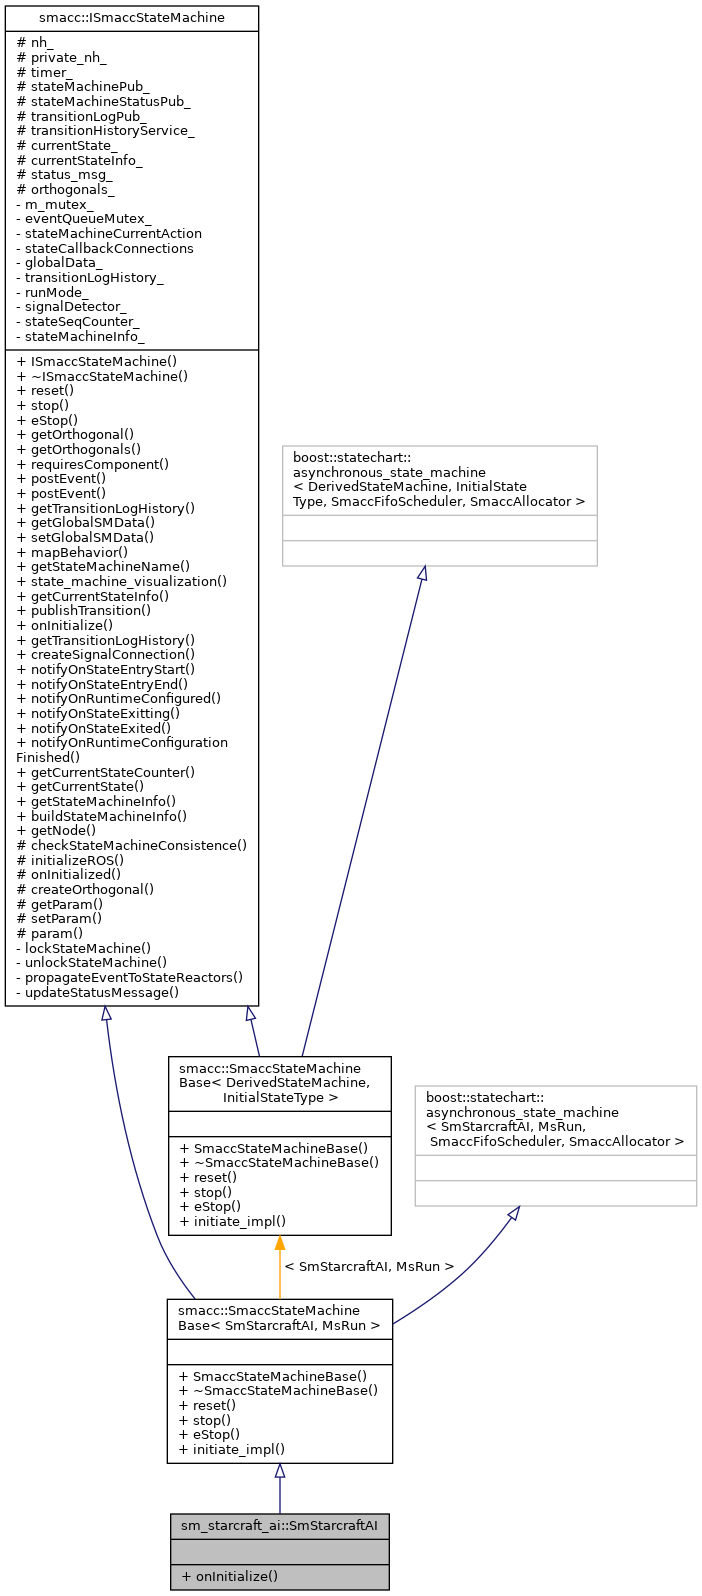 smacc::ISmaccStateMachine
# nh_
# private_nh_
# timer_
# stateMachinePub_
# stateMachineStatusPub_
# transitionLogPub_
# transitionHistoryService_
# currentState_
# currentStateInfo_
# status_msg_
# orthogonals_
- m_mutex_
- eventQueueMutex_
- stateMachineCurrentAction
- stateCallbackConnections
- globalData_
- transitionLogHistory_
- runMode_
- signalDetector_
- stateSeqCounter_
- stateMachineInfo_
+ ISmaccStateMachine()
+ ~ISmaccStateMachine()
+ reset()
+ stop()
+ eStop()
+ getOrthogonal()
+ getOrthogonals()
+ requiresComponent()
+ postEvent()
+ postEvent()
+ getTransitionLogHistory()
+ getGlobalSMData()
+ setGlobalSMData()
+ mapBehavior()
+ getStateMachineName()
+ state_machine_visualization()
+ getCurrentStateInfo()
+ publishTransition()
+ onInitialize()
+ getTransitionLogHistory()
+ createSignalConnection()
+ notifyOnStateEntryStart()
+ notifyOnStateEntryEnd()
+ notifyOnRuntimeConfigured()
+ notifyOnStateExitting()
+ notifyOnStateExited()
+ notifyOnRuntimeConfiguration
Finished()
+ getCurrentStateCounter()
+ getCurrentState()
+ getStateMachineInfo()
+ buildStateMachineInfo()
+ getNode()
# checkStateMachineConsistence()
# initializeROS()
# onInitialized()
# createOrthogonal()
# getParam()
# setParam()
# param()
- lockStateMachine()
- unlockStateMachine()
- propagateEventToStateReactors()
- updateStatusMessage()
boost::statechart::
asynchronous_state_machine
< DerivedStateMachine, InitialState
Type, SmaccFifoScheduler, SmaccAllocator >
smacc::SmaccStateMachine
Base< DerivedStateMachine,
InitialStateType >
+ SmaccStateMachineBase()
+ ~SmaccStateMachineBase()
+ reset()
+ stop()
+ eStop()
+ initiate_impl()
boost::statechart::
asynchronous_state_machine
< SmStarcraftAI, MsRun,
SmaccFifoScheduler, SmaccAllocator >
< SmStarcraftAI, MsRun >
smacc::SmaccStateMachine
Base< SmStarcraftAI, MsRun >
+ SmaccStateMachineBase()
+ ~SmaccStateMachineBase()
+ reset()
+ stop()
+ eStop()
+ initiate_impl()
sm_starcraft_ai::SmStarcraftAI
+ onInitialize()